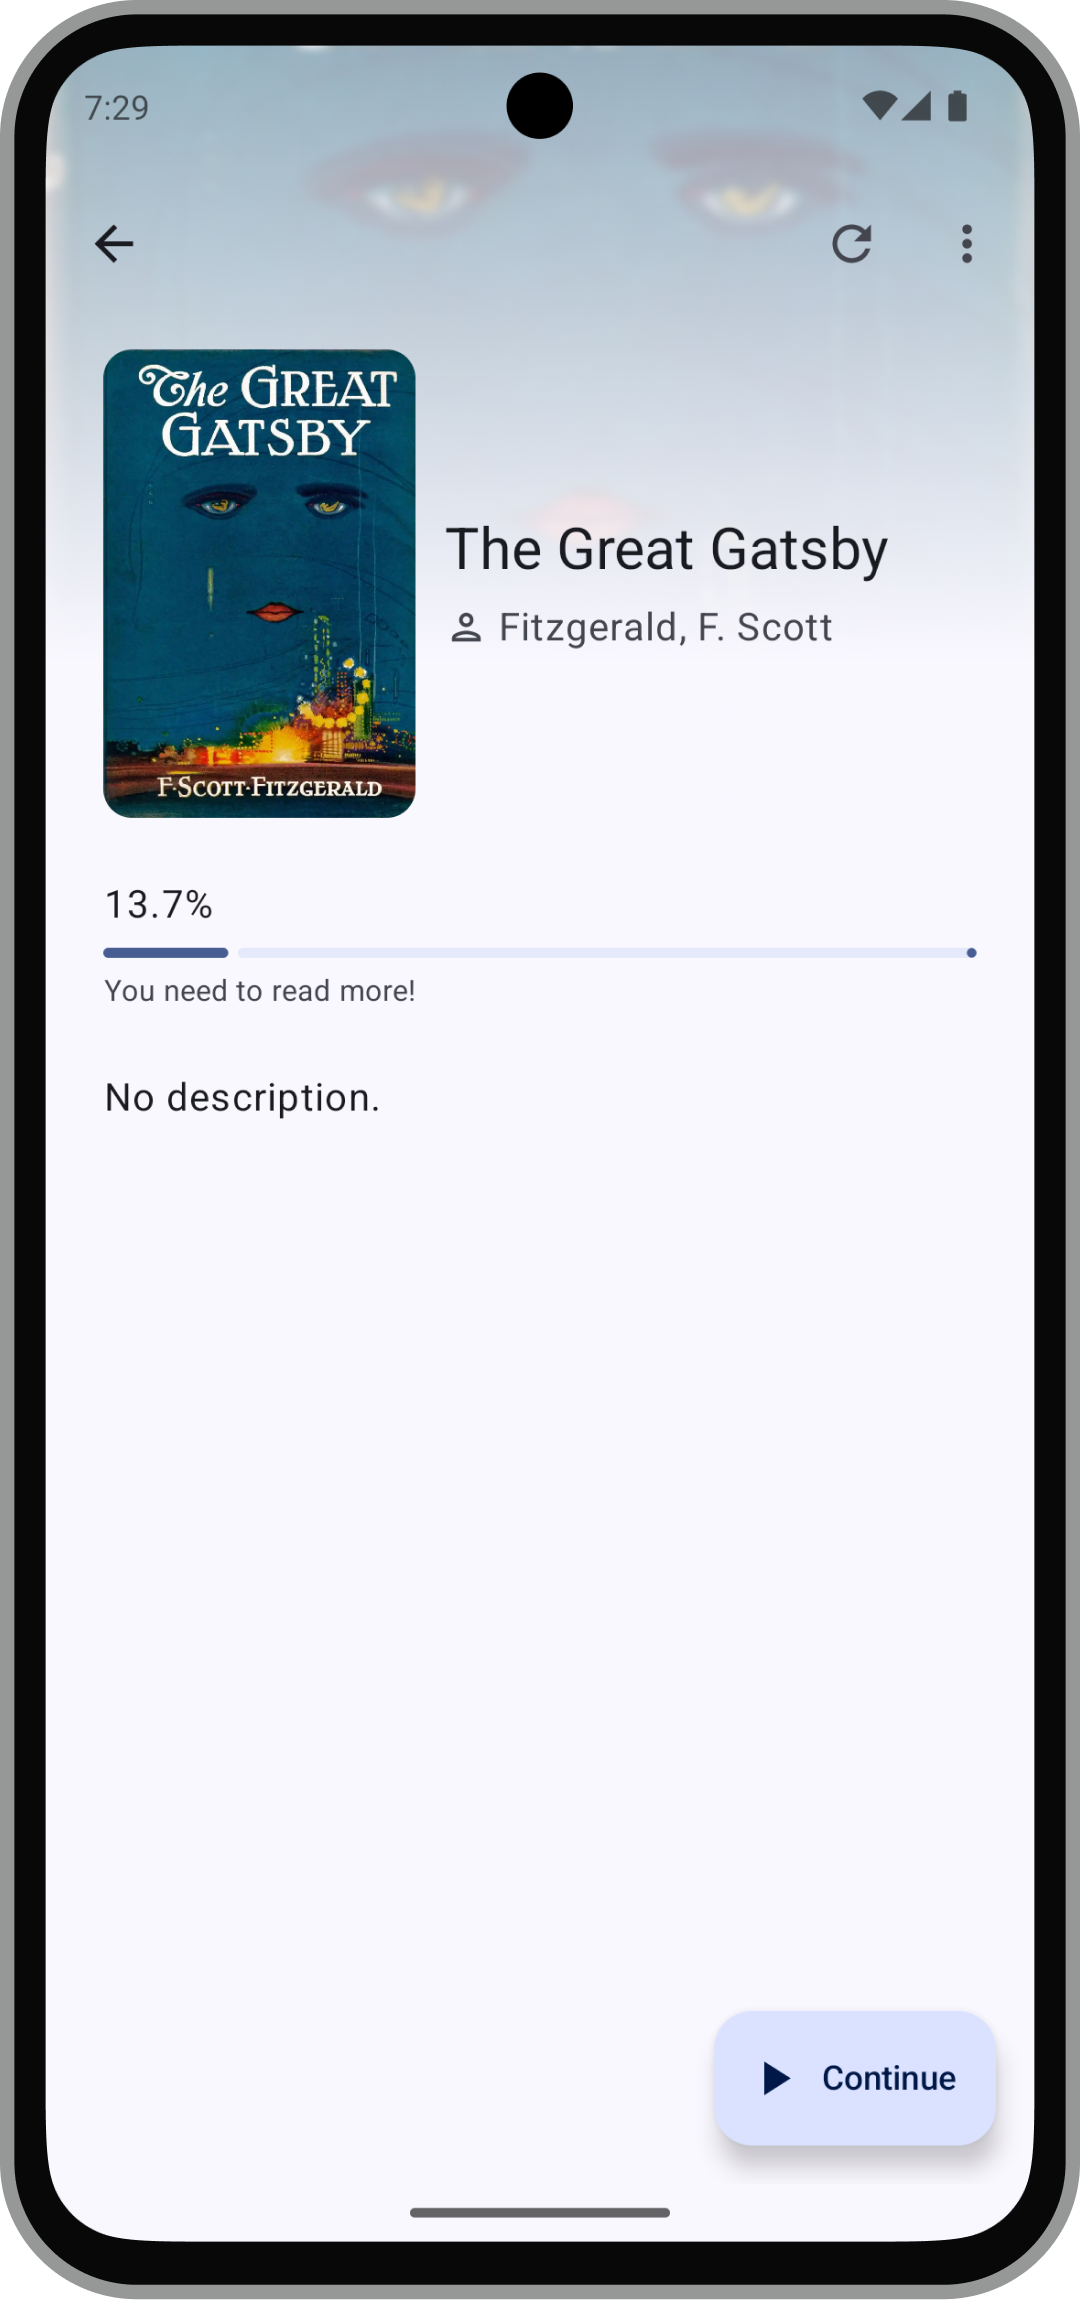 7:29
The GREAT
GATSBY
F·SCOTT·FITZGERALD
The Great Gatsby
Fitzgerald, F. Scott
13.7%
You need to read more!
No description.
Continue